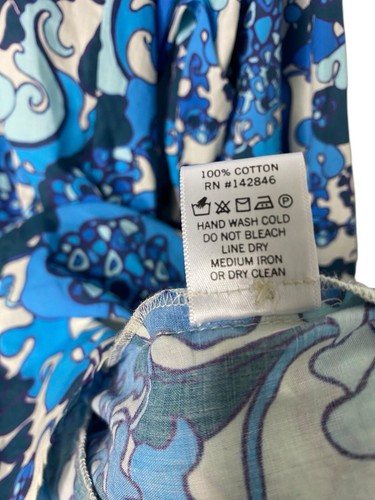 100% COTTON
RN #142846
HAND WASH COLD
DO NOT BLEACH
LINE DRY
MEDIUM IRON
OR DRY CLEAN